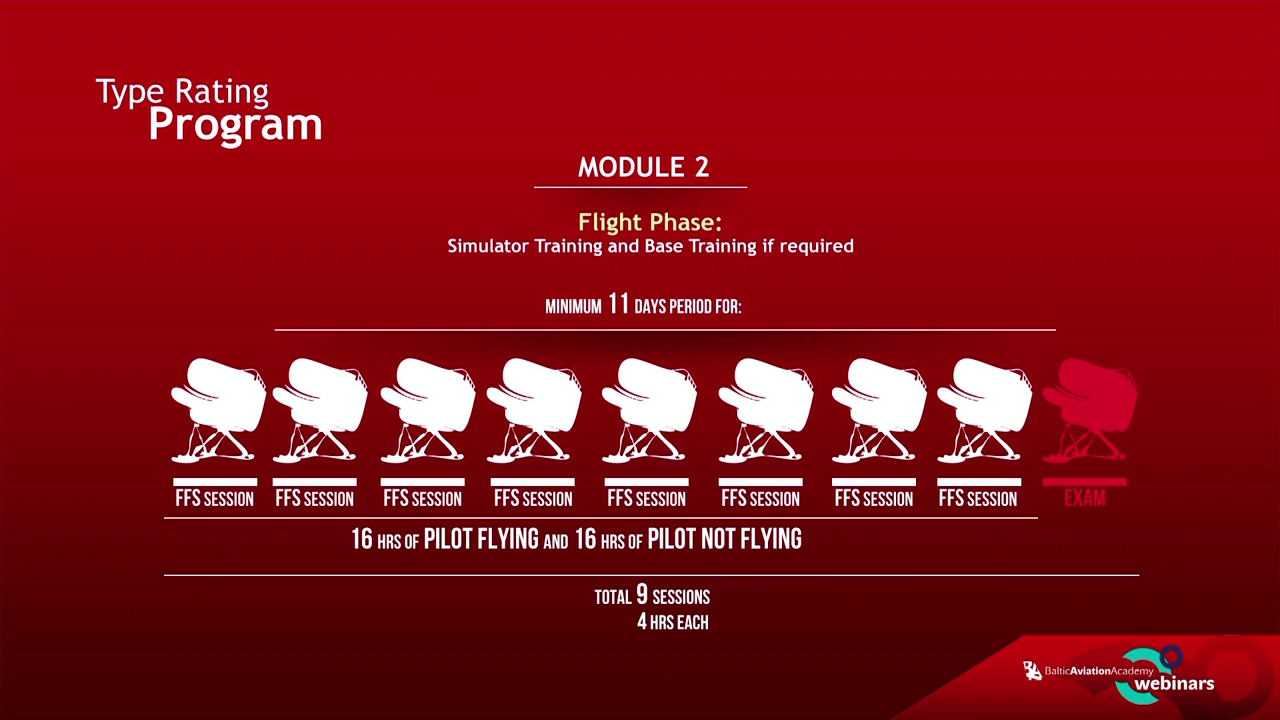 Type Rating
Program
MODULE 2
Flight Phase:
Simulator Training and Base Training if required
MINIMUM 11 DAYS PERIOD FOR:
FFS SESSION FFS SESSION FFS SESSION FFS SESSION FFS SESSION FFS SESSION FFS SESSION FFS SESSION EXAM
16 HRS OF PILOT FLYING AND 16 HRS OF PILOT NOT FLYING
TOTAL 9 SESSIONS
4 HRS EACH
BalticAviationAcademy
webinars